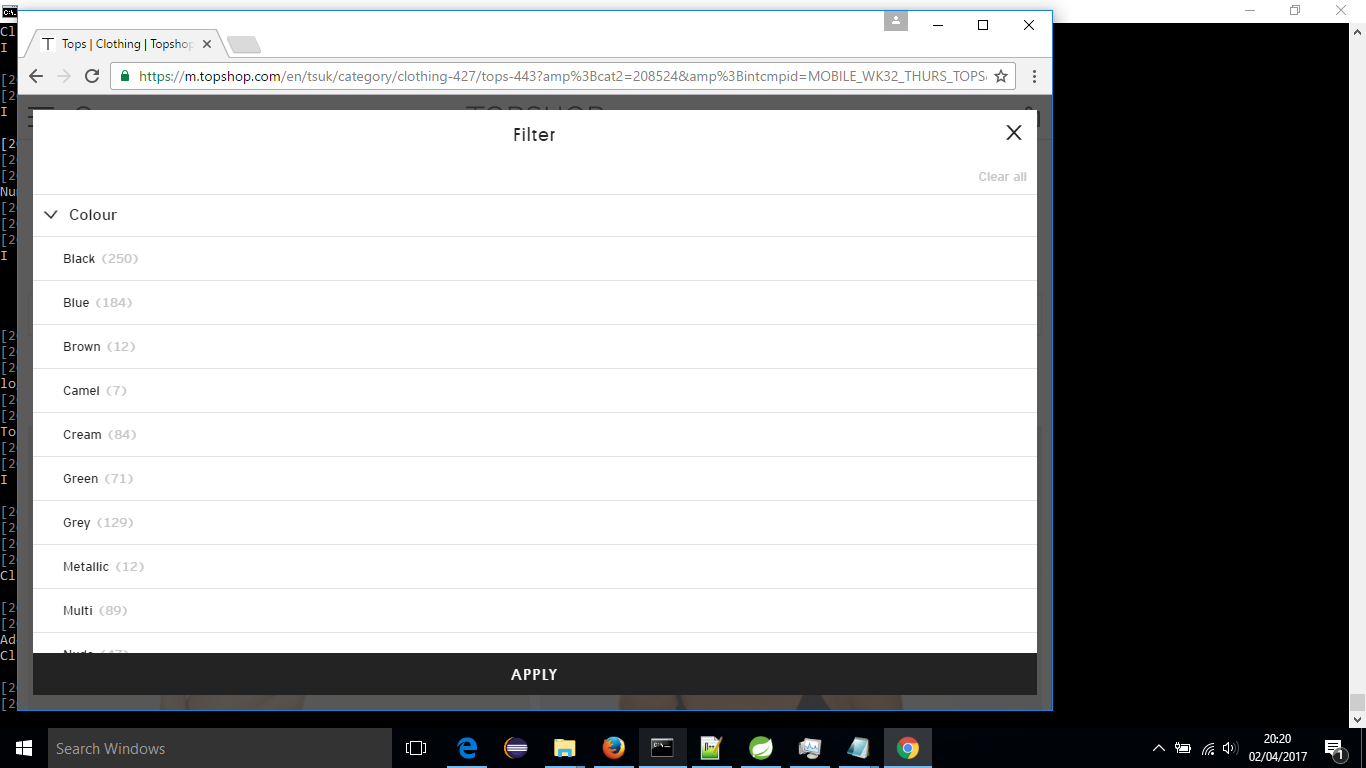 T Tops | Clothing | Topshop
https://m.topshop.com/en/tsuk/category/clothing-427/tops-443?amp%3Bcat2=208524&amp%3Bintcmpid=MOBILE_WK32_THURS_TOPS
Filter
Clear all
Colour
Black (250)
Blue (184)
Brown (12)
Camel (7)
Cream (84)
Green (71)
Grey (129)
Metallic (12)
Multi (89)
APPLY
Search Windows
20:20
02/04/2017
1